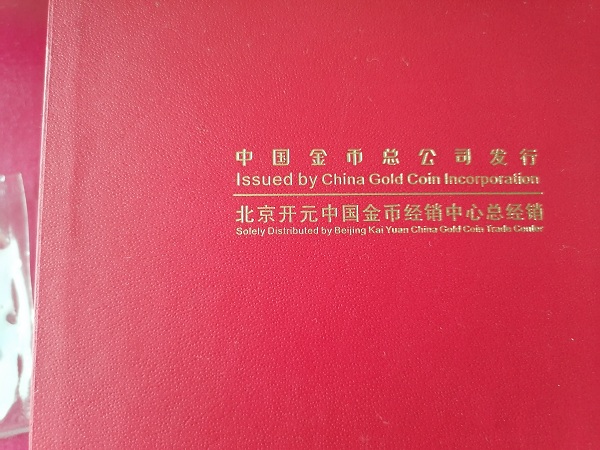 中国金币总公司发行
Issued by China Gold Coin Incorporation
北京开元中国金币经销中心总经销
Solely Distributed by Beijing Kai Yuan China Gold Coin Trade Center